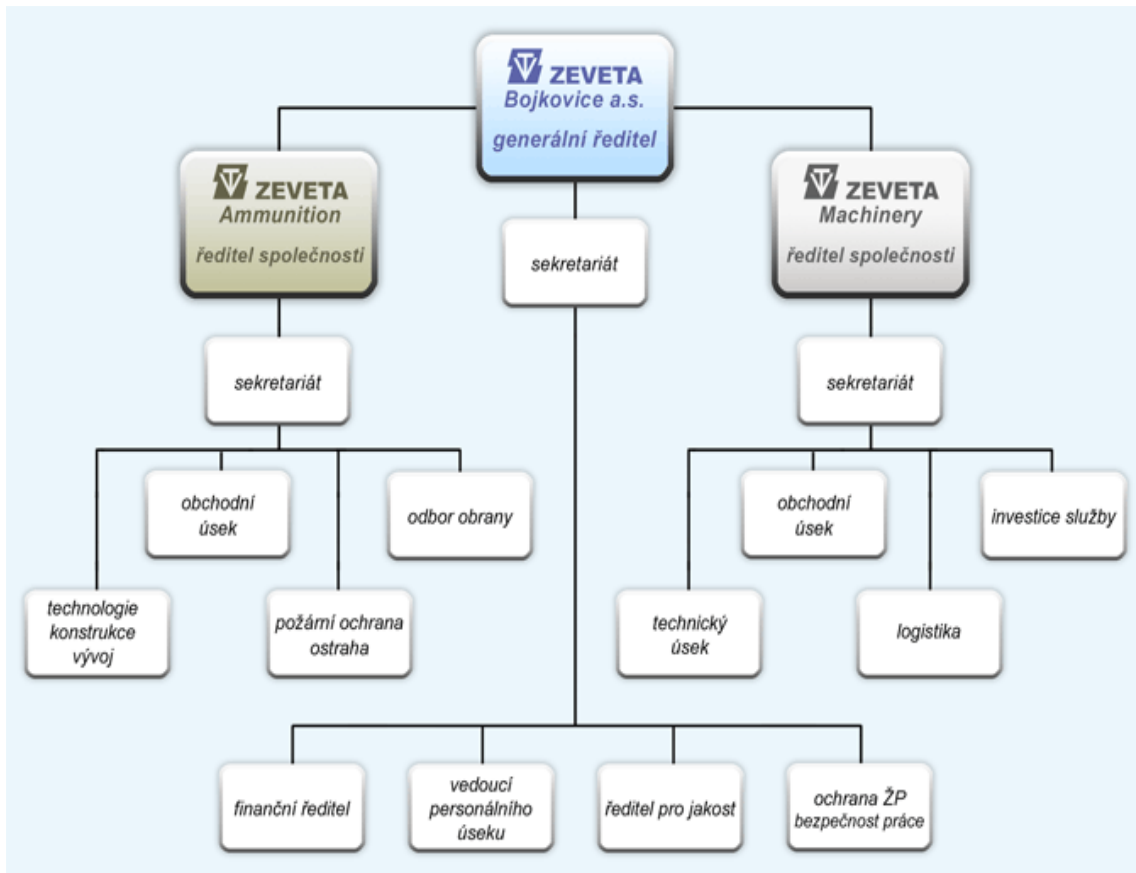 ZEVETA
Bojkovice a.s.
generální ředitel
ZEVETA
Ammunition
ředitel společnosti
ZEVETA
Machinery
ředitel společnosti
sekretariát
sekretariát
sekretariát
obchodní
úsek
odbor obrany
obchodní
úsek
investice služby
technologie
konstrukce
vývoj
požární ochrana
ostraha
technický
úsek
logistika
finanční ředitel
vedoucí
personálního
úseku
ředitel pro jakost
ochrana ŽP
bezpečnost práce